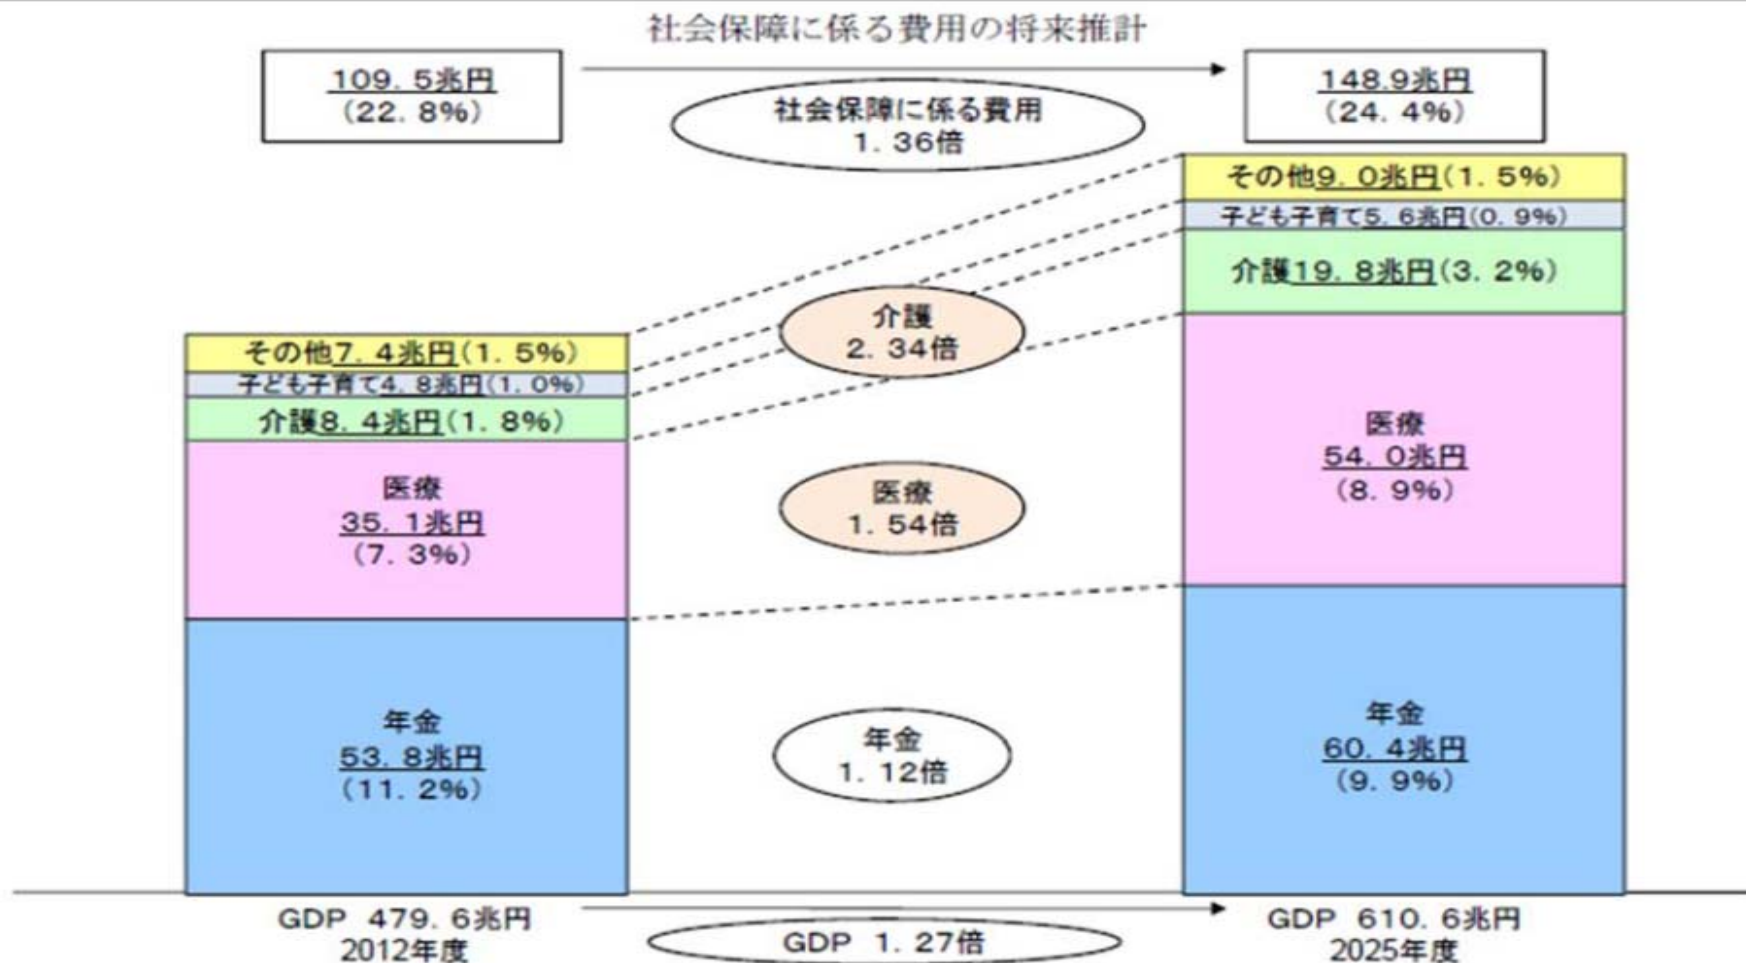 社会保障に係る費用の将来推計
109. 5兆円
(22. 8%)
社会保障に係る費用
1. 36倍
148.9兆円
(24. 4%)
その他7. 4兆円(1. 5%)
子ども子育て4. 8兆円(1. 0%)
介護8. 4兆円(1. 8%)
医療
35. 1兆円
(7. 3%)
年金
53. 8兆円
(11. 2%)
介護
2. 34倍
医療
1. 54倍
年金
1. 12倍
その他9. 0兆円(1. 5%)
子ども子育て5. 6兆円(0. 9%)
介護19. 8兆円(3. 2%)
医療
54. 0兆円
(8. 9%)
年金
60. 4兆円
(9. 9%)
GDP 479. 6兆円
2012年度
GDP 1. 27倍
GDP 610. 6兆円
2025年度